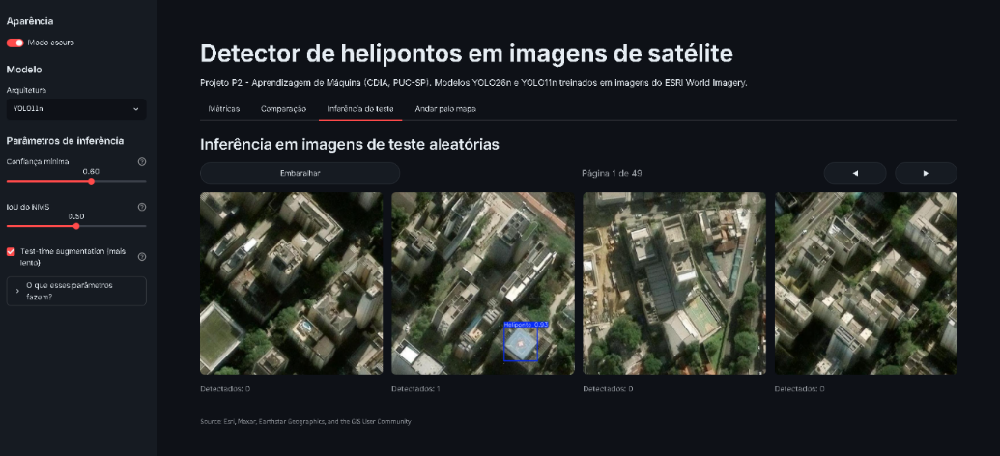 Aparência
Modo escuro
Modelo
Arquitetura
YOLO11n
Parâmetros de inferência
Confiança mínima
0.60
IoU do NMS
0.50
Test-time augmentation (mais
lento)
O que esses parâmetros
fazem?
Detector de helipontos em imagens de satélite
Projeto P2 - Aprendizagem de Máquina (CDIA, PUC-SP). Modelos YOLO26n e YOLO11n treinados em imagens do ESRI World Imagery.
Métricas Comparação Inferência do teste Andar pelo mapa
Inferência em imagens de teste aleatórias
Embaralhar Página 1 de 49
Heliponto 0.93
Detectados: 0 Detectados: 1 Detectados: 0 Detectados: 0
Source: Esri, Maxar, Earthstar Geographics, and the GIS User Community